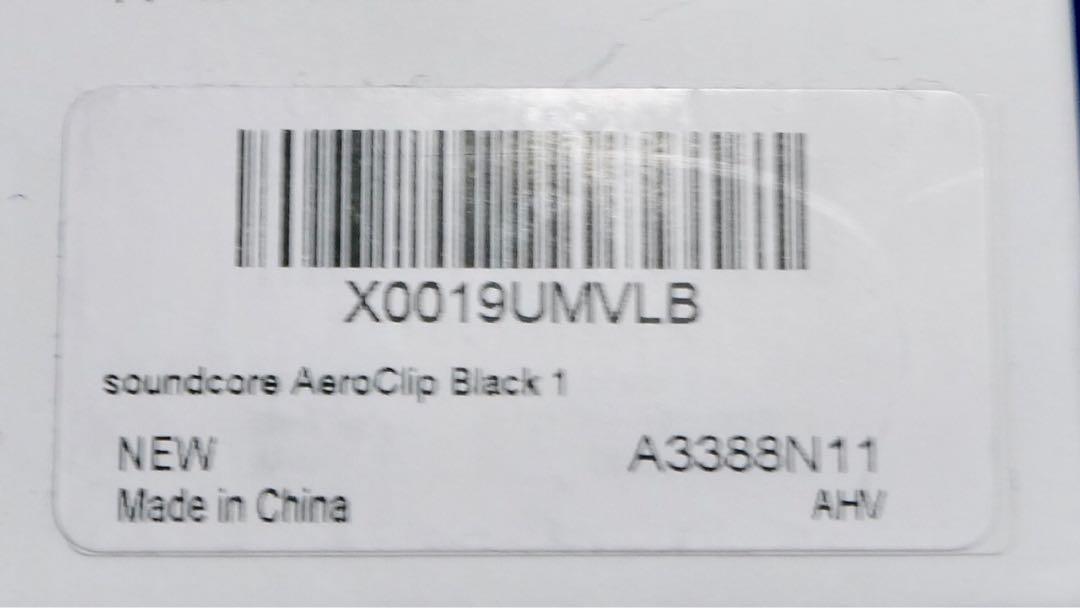 X0019UMVLB
soundcore AeroClip Black 1
NEW
A3388N11
Made in China
AHV